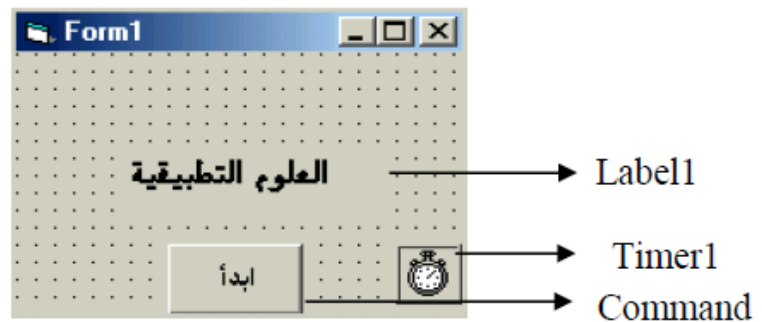 Form1
العلوم التطبيقية
Label1
Timer1
ابدأ
Command